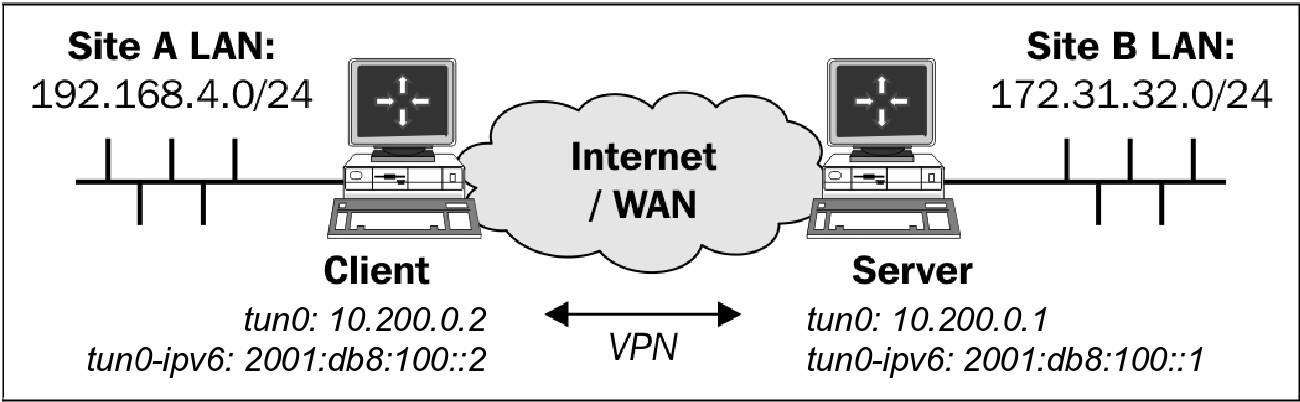 Site A LAN:
192.168.4.0/24
Site B LAN:
172.31.32.0/24
Internet
/ WAN
Client
tun0: 10.200.0.2
tun0-ipv6: 2001:db8:100::2
VPN
Server
tun0: 10.200.0.1
tun0-ipv6: 2001:db8:100::1